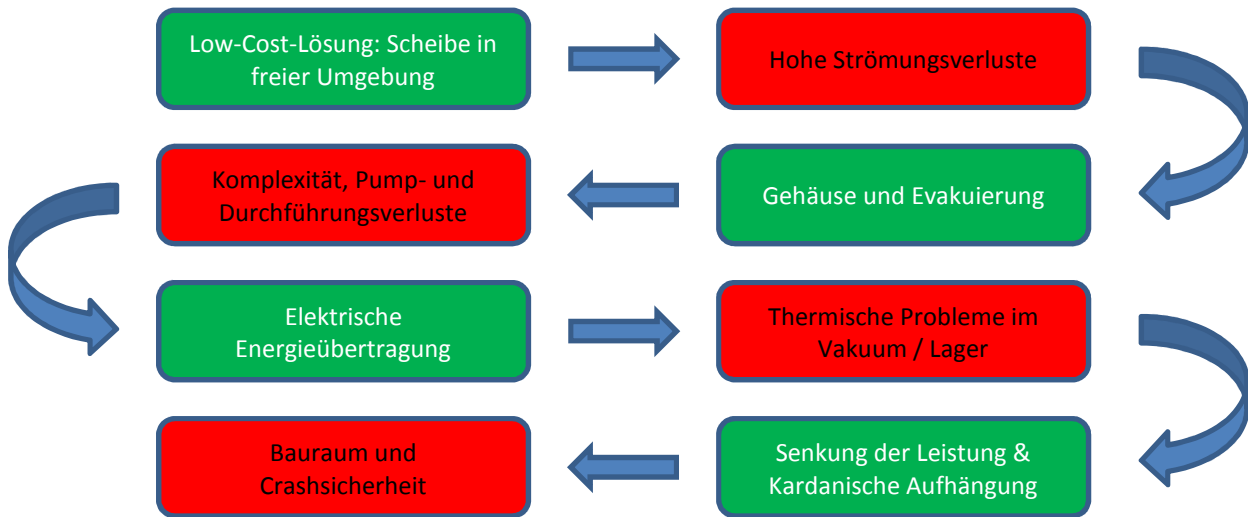 Low-Cost-Lösung: Scheibe in
freier Umgebung
Hohe Strömungsverluste
Gehäuse und Evakuierung
Komplexität, Pump- und
Durchführungsverluste
Elektrische
Energieübertragung
Thermische Probleme im
Vakuum / Lager
Senkung der Leistung &
Kardanische Aufhängung
Bauraum und
Crashsicherheit